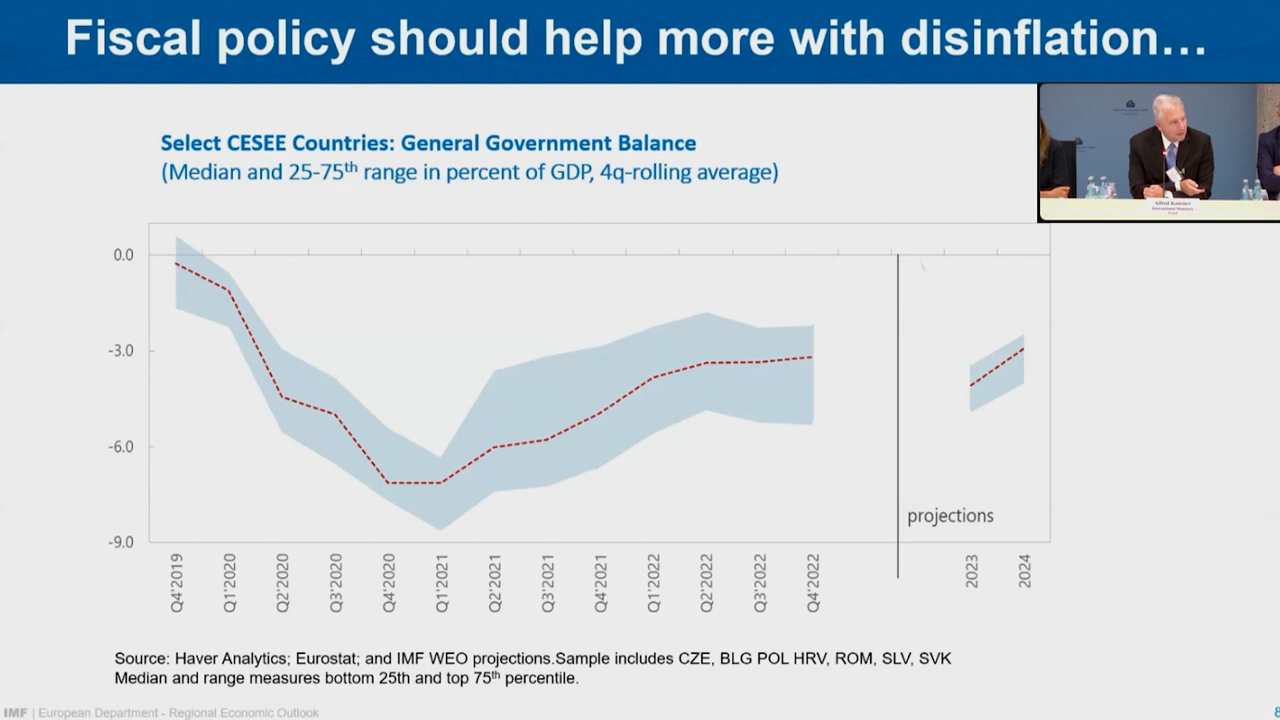 Fiscal policy should help more with disinflation…
Select CESEE Countries: General Government Balance
(Median and 25-75th range in percent of GDP, 4q-rolling average)
Alfred Kammer
International Monetary
Fund
0.0
-3.0
-6.0
-9.0
projections
Q4'2019
Q1'2020
Q2'2020
Q3'2020
Q4'2020
Q1'2021
Q2'2021
Q3'2021
Q4'2021
Q1'2022
Q2'2022
Q3'2022
Q4'2022
2023
2024
Source: Haver Analytics; Eurostat; and IMF WEO projections.Sample includes CZE, BLG POL HRV, ROM, SLV, SVK
Median and range measures bottom 25th and top 75th percentile.
IMF | European Department - Regional Economic Outlook
8